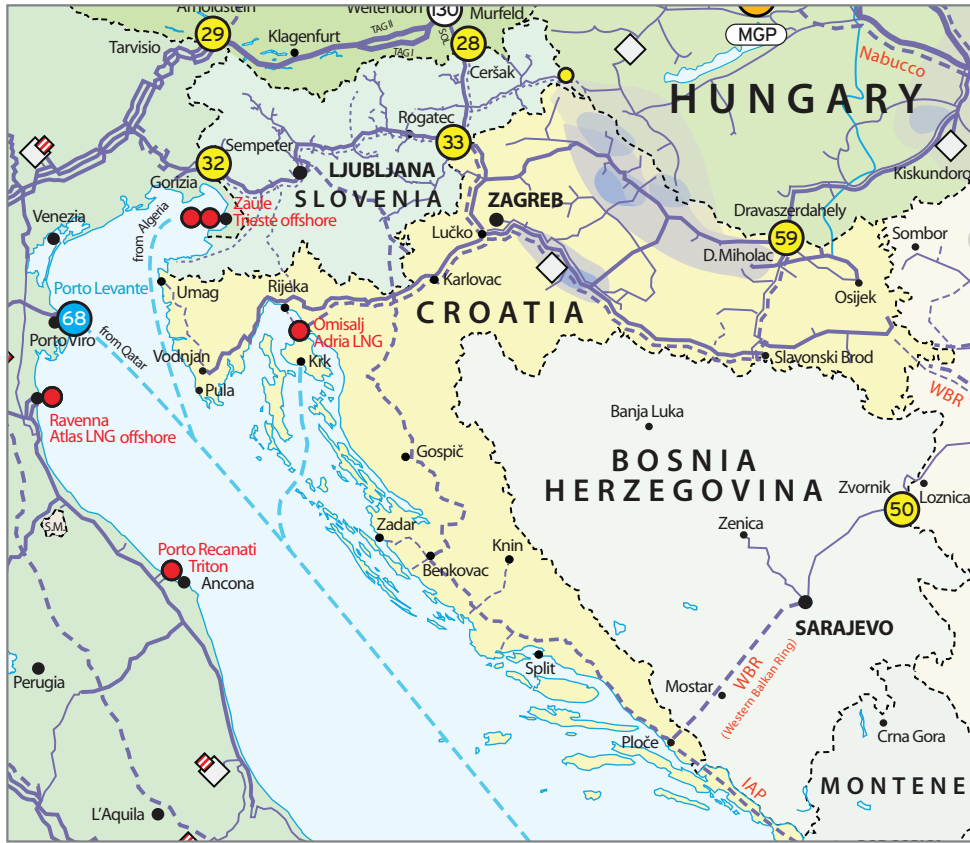 Arnoldstein
Weitendorf
130
Murfeld
29
Klagenfurt
TAG II
TAG I
SOL
28
MGP
Tarvisio
Ceršak
Nabucco
HUNGARY
Rogatec
33
(Sempeter
32
LJUBLJANA
SLOVENIA
Gorizia
Kiskundoro
Zaule
Trieste offshore
ZAGREB
Dravaszerdahely
Venezia
from Algeria
Lučko
59
Sombor
D. Miholac
Porto Levante
Umag
Rijeka
Karlovac
Osijek
68
CROATIA
Omisalj
Adria LNG
Porto Viro
from Qatar
Vodnjan
Krk
Slavonski Brod
Pula
WBR
Ravenna
Atlas LNG offshore
Banja Luka
Gospič
BOSNIA
HERZEGOVINA
Zvornik
Loznica
50
S.M.
Zadar
Zenica
Knin
Porto Recanati
Triton
Benkovac
Ancona
SARAJEVO
Perugia
Split
WBR
(Western Balkan Ring)
Mostar
Ploče
Crna Gora
IAP
MONTENE
L'Aquila